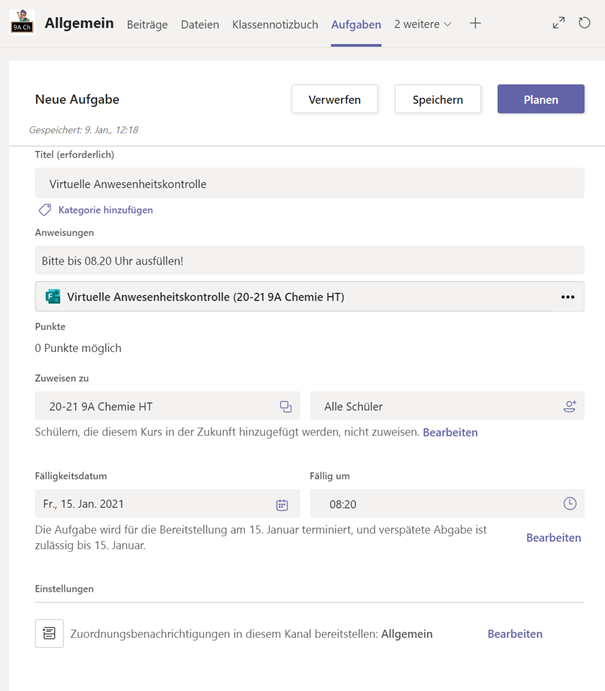 9A Ch
Allgemein Beiträge Dateien Klassennotizbuch Aufgaben 2 weitere
Neue Aufgabe
Verwerfen Speichern Planen
Gespeichert: 9. Jan., 12:18
Titel (erforderlich)
Virtuelle Anwesenheitskontrolle
Kategorie hinzufügen
Anweisungen
Bitte bis 08.20 Uhr ausfüllen!
Virtuelle Anwesenheitskontrolle (20-21 9A Chemie HT)
Punkte
0 Punkte möglich
Zuweisen zu
20-21 9A Chemie HT Alle Schüler
Schülern, die diesem Kurs in der Zukunft hinzugefügt werden, nicht zuweisen. Bearbeiten
Fälligkeitsdatum Fällig um
Fr., 15. Jan. 2021 08:20
Die Aufgabe wird für die Bereitstellung am 15. Januar terminiert, und verspätete Abgabe ist
zulässig bis 15. Januar. Bearbeiten
Einstellungen
Zuordnungsbenachrichtigungen in diesem Kanal bereitstellen: Allgemein Bearbeiten